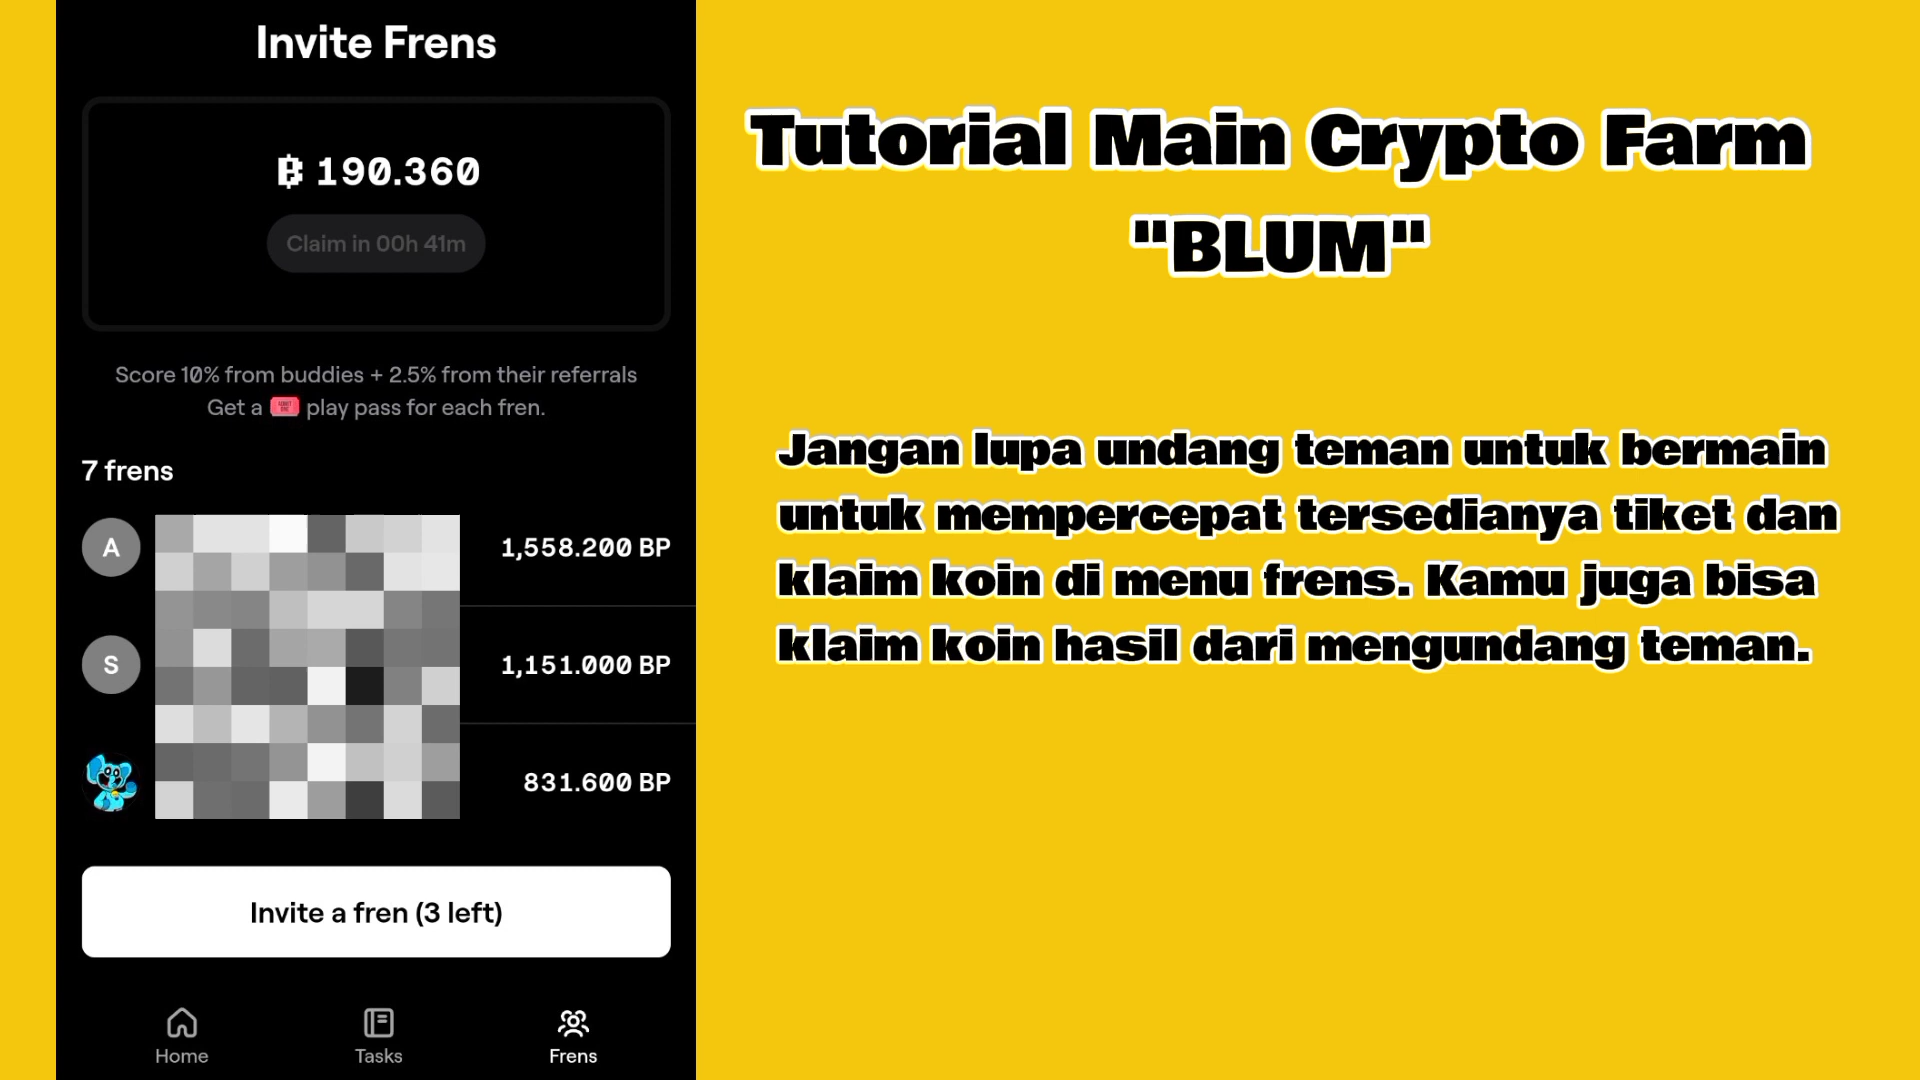 Invite Frens
190.360
Claim in 00h 41m
Score 10% from buddies + 2.5% from their referrals
Get a play pass for each fren.
7 frens
A
1,558.200 BP
S
1,151.000 BP
831.600 BP
Invite a fren (3 left)
Home
Tasks
Frens
Tutorial Main Crypto Farm
"BLUM"
Jangan lupa undang teman untuk bermain
untuk mempercepat tersedianya tiket dan
klaim koin di menu frens. Kamu juga bisa
klaim koin hasil dari mengundang teman.